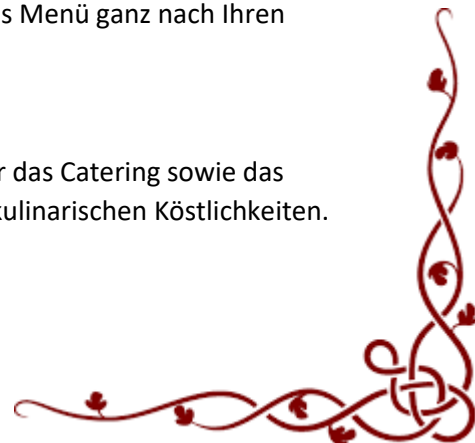 s Menü ganz nach Ihren
r das Catering sowie das
kulinarischen Köstlichkeiten.